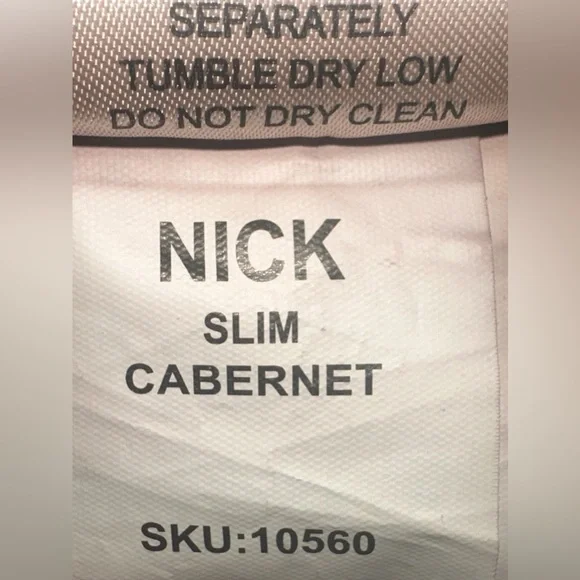 SEPARATELY
TUMBLE DRY LOW
DO NOT DRY CLEAN
NICK
SLIM
CABERNET
SKU:10560